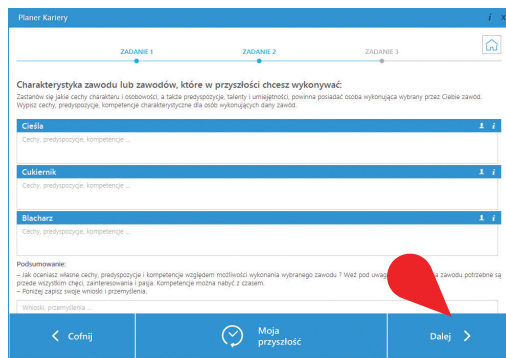 Planer Kariery i x
ZADANIE 1 ZADANIE 2 ZADANIE 3
Charakterystyka zawodu lub zawodów, które w przyszłości chcesz wykonywać:
Zastanów się jakie cechy charakteru i osobowości, a także predyspozycje, talenty i umiejętności, powinna posiadać osoba wykonująca wybrany przez Ciebie zawód.
Wypisz cechy, predyspozycje, kompetencje charakterystyczne dla osób wykonujących dany zawód.
Cieśla i
Cechy, predyspozycje, kompetencje ...
Cukiernik i
Cechy, predyspozycje, kompetencje ...
Blacharz i
Cechy, predyspozycje, kompetencje ...
Podsumowanie:
– Jak oceniasz własne cechy, predyspozycje i kompetencje względem możliwości wykonania wybranego zawodu ? Weź pod uwagę a zawodu potrzebne są
przede wszystkim chęci, zainteresowania i pasja. Kompetencje można nabyć z czasem.
– Poniżej zapisz swoje wnioski i przemyślenia.
Wnioski, przemyślenia ...
Cofnij Moja przyszłość Dalej